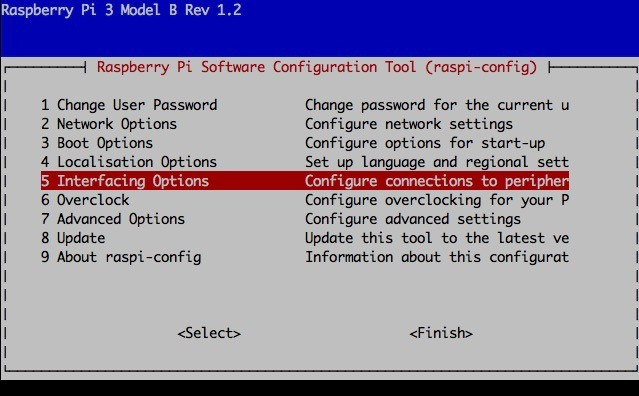 Raspberry Pi 3 Model B Rev 1.2
Raspberry Pi Software Configuration Tool (raspi-config)
1 Change User Password Change password for the current u
2 Network Options Configure network settings
3 Boot Options Configure options for start-up
4 Localisation Options Set up language and regional sett
5 Interfacing Options Configure connections to peripher
6 Overclock Configure overclocking for your P
7 Advanced Options Configure advanced settings
8 Update Update this tool to the latest ve
9 About raspi-config Information about this configurat
<Select> <Finish>